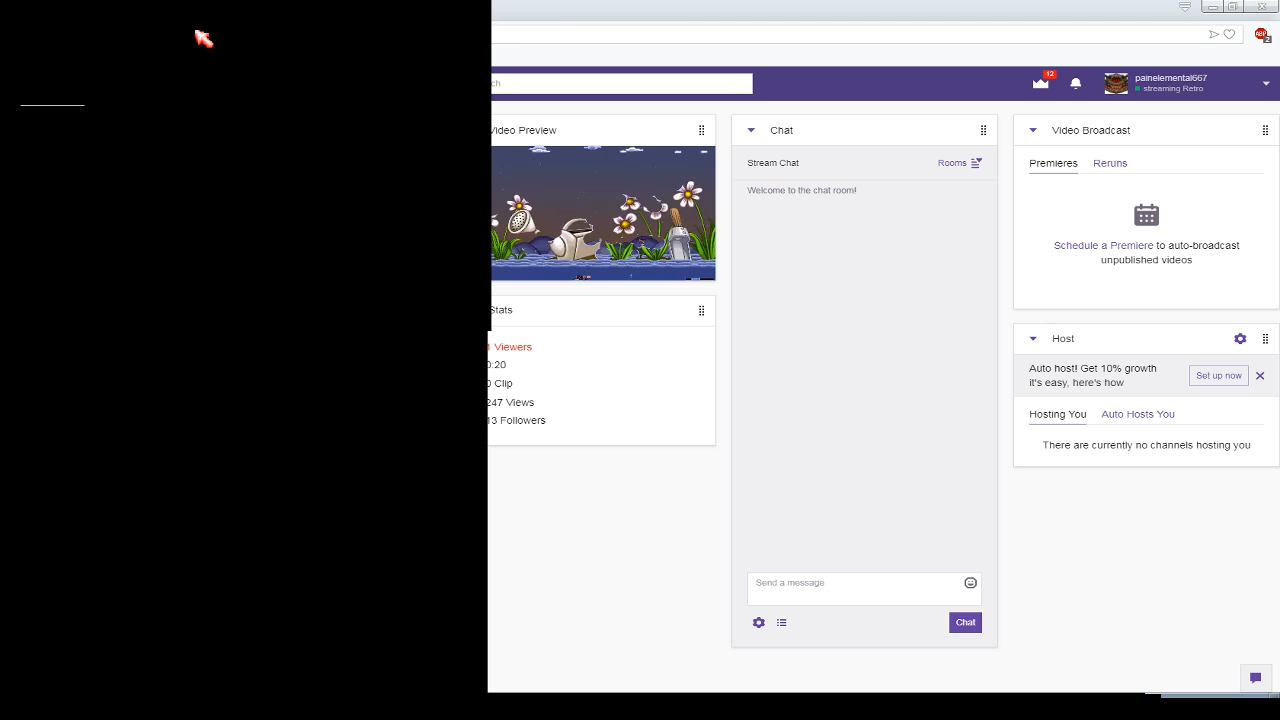 ch
12
painelemental667
streaming Retro
ABP
2
Video Preview
Stats
1 Viewers
0:20
0 Clip
247 Views
13 Followers
Chat
Stream Chat
Rooms
Welcome to the chat room!
Send a message
Chat
Video Broadcast
Premieres Reruns
Schedule a Premiere to auto-broadcast
unpublished videos
Host
Auto host! Get 10% growth
it's easy, here's how
Set up now
Hosting You Auto Hosts You
There are currently no channels hosting you